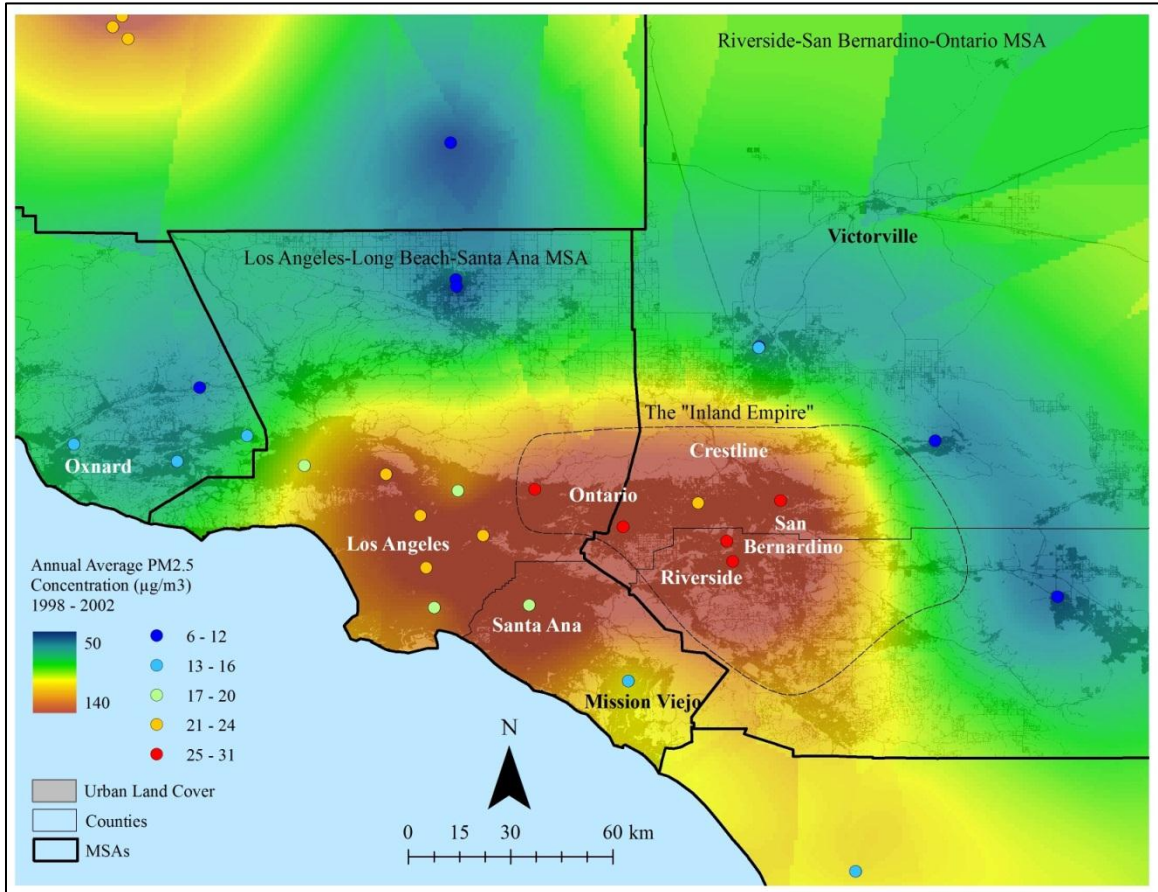 Riverside-San Bernardino-Ontario MSA
Victorville
Los Angeles-Long Beach-Santa Ana MSA
The "Inland Empire"
Crestline
Oxnard
Ontario
San
Bernardino
Los Angeles
Riverside
Santa Ana
Mission Viejo
Annual Average PM2.5
Concentration (µg/m3)
1998 - 2002
50
140
6 - 12
13 - 16
17 - 20
21 - 24
25 - 31
Urban Land Cover
Counties
MSAs
N
0 15 30 60 km